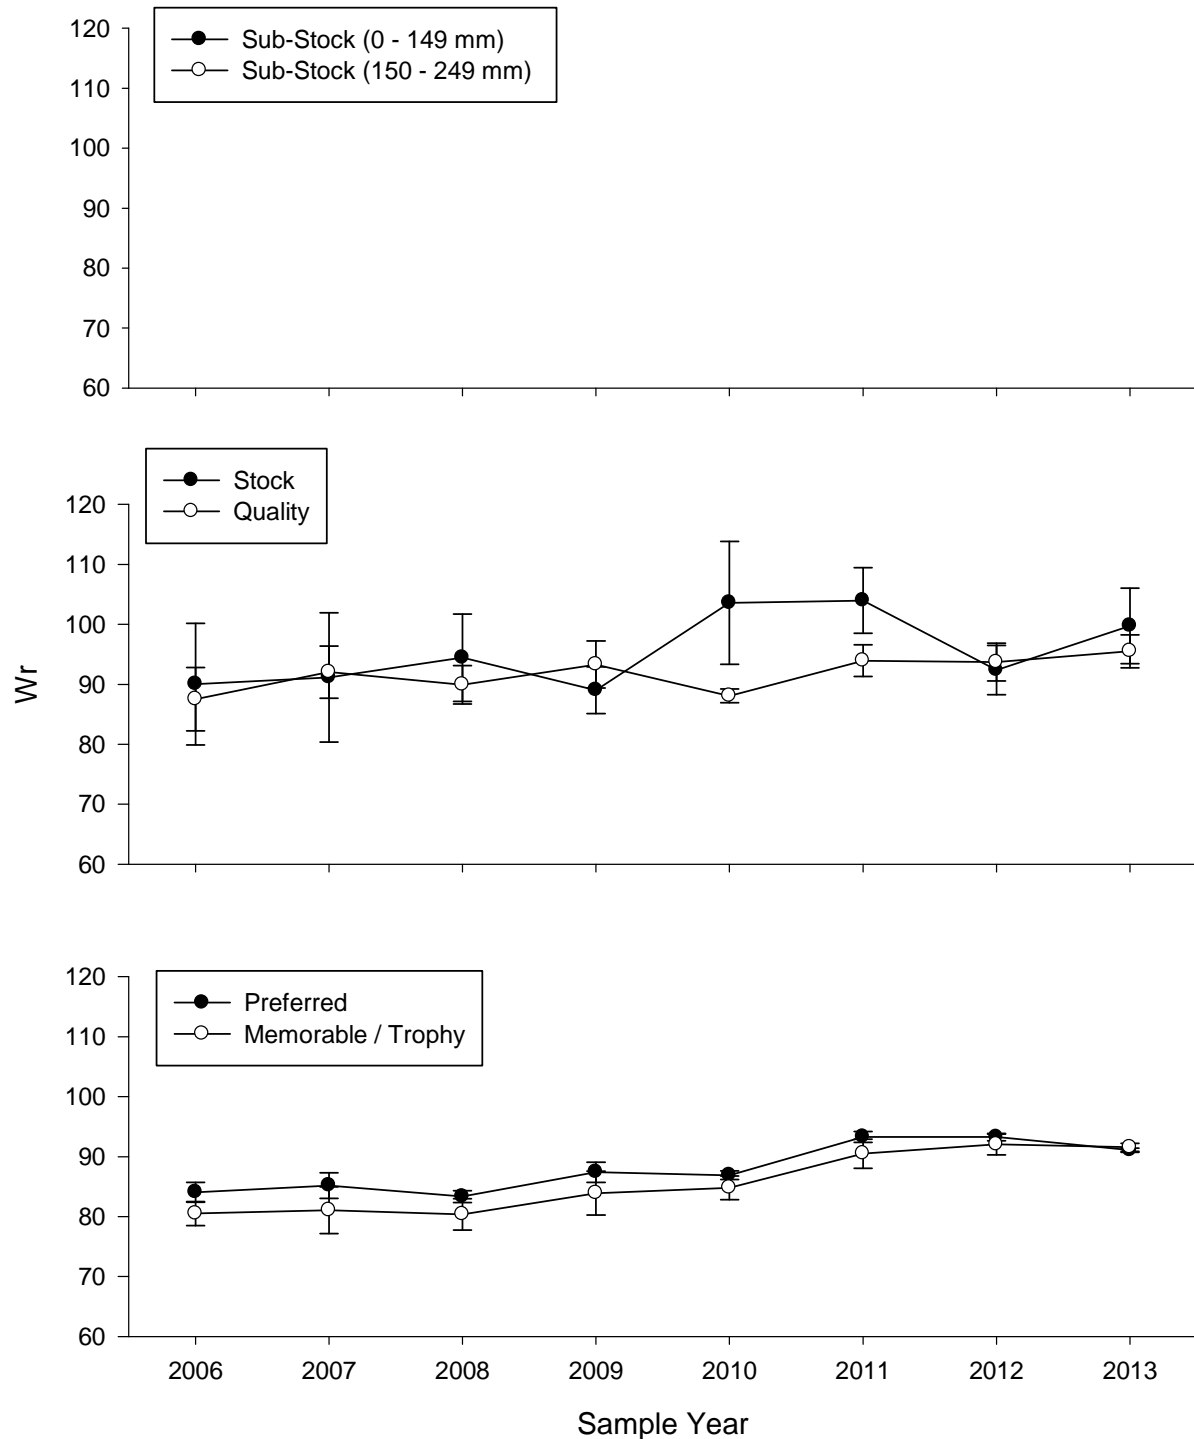 120
110
100
90
80
70
60
Sub-Stock (0 - 149 mm)
Sub-Stock (150 - 249 mm)
Wr
120
110
100
90
80
70
60
Stock
Quality
120
110
100
90
80
70
60
Preferred
Memorable / Trophy
2006 2007 2008 2009 2010 2011 2012 2013
Sample Year